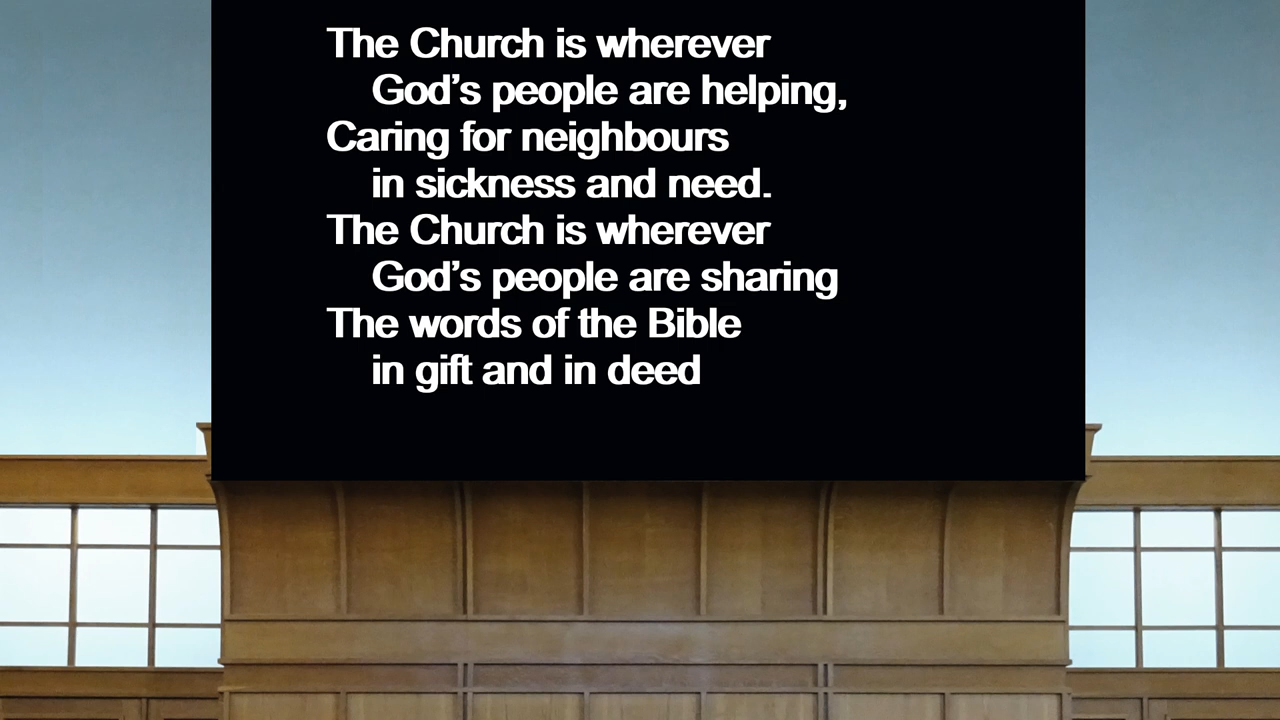 The Church is wherever
God’s people are helping,
Caring for neighbours
in sickness and need.
The Church is wherever
God’s people are sharing
The words of the Bible
in gift and in deed